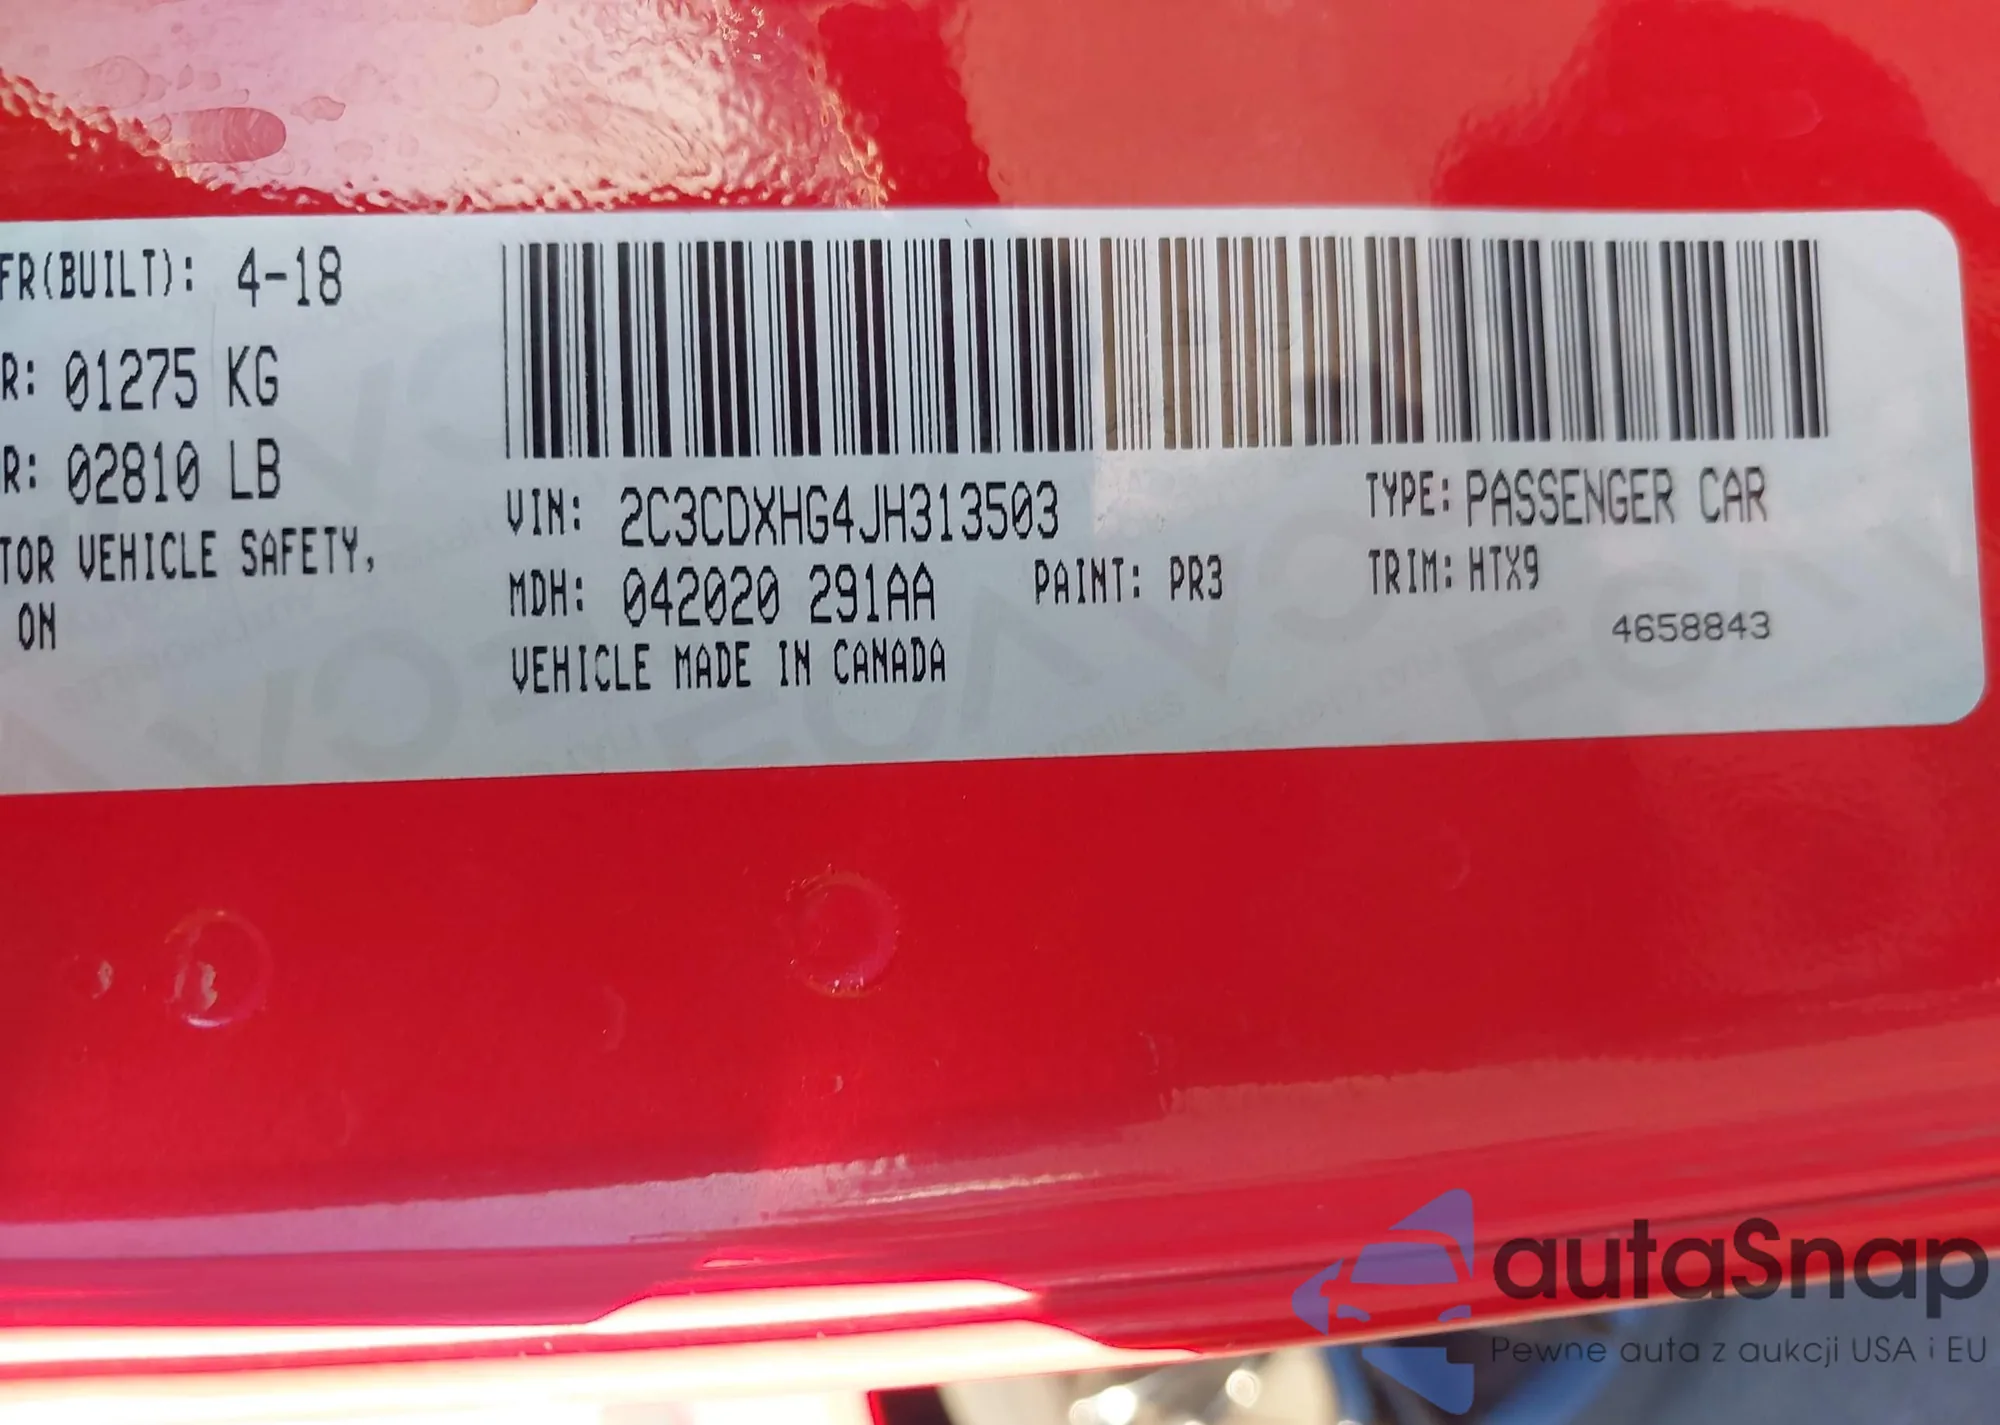 FR(BUILT): 4-18
R: 01275 KG
R: 02810 LB
TOR VEHICLE SAFETY,
ON
VIN: 2C3CDXHG4JH313503
TYPE: PASSENGER CAR
MDH: 042020 291AA
PAINT: PR3
TRIM: HTX9
VEHICLE MADE IN CANADA
4658843
autaSnap
Pewne auta z aukcji USA i EU